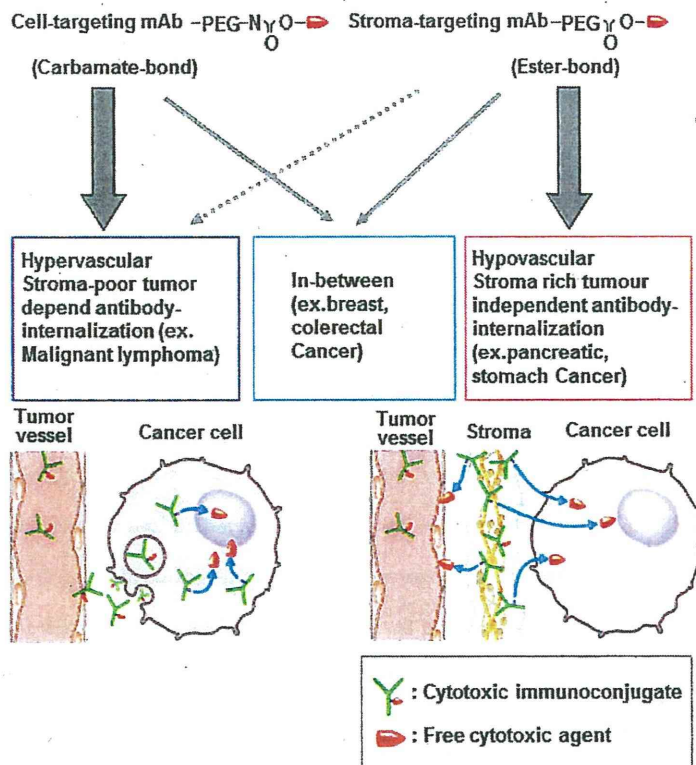 Cell-targeting mAb -PEG-N O- Stroma-targeting mAb-PEG O-
O O
(Carbamate-bond) (Ester-bond)
Hypervascular
Stroma-poor tumor
depend antibody-
internalization (ex.
Malignant lymphoma)
In-between
(ex.breast,
colerectal
Cancer)
Hypovascular
Stroma rich tumour
independent antibody-
internalization
(ex.pancreatic,
stomach Cancer)
Tumor
vessel
Cancer cell
Tumor
vessel
Stroma
Cancer cell
: Cytotoxic immunoconjugate
: Free cytotoxic agent